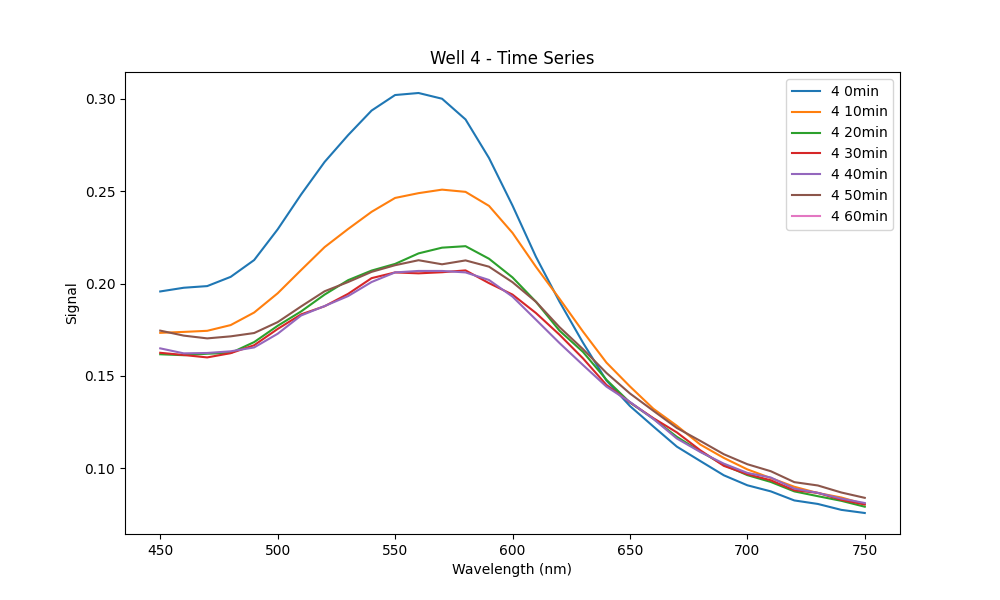 Well 4 - Time Series
4 0min
4 10min
4 20min
4 30min
4 40min
4 50min
4 60min
Signal
0.30
0.25
0.20
0.15
0.10
450 500 550 600 650 700 750
Wavelength (nm)